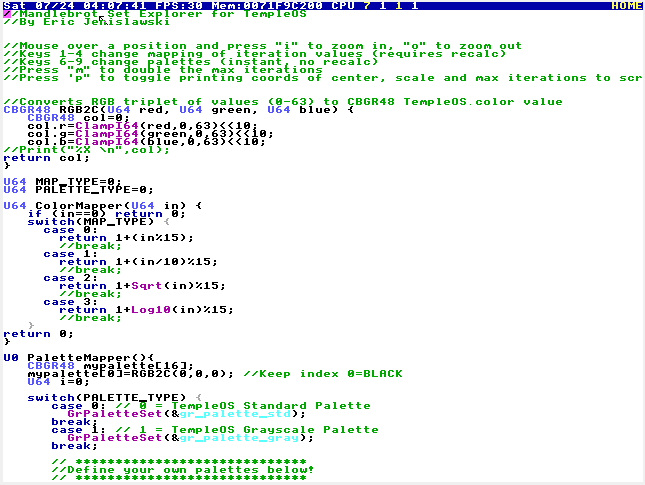 Sat 07/24 04:07:41 FPS:30 Mem:0071F9C200 CPU 7 1 1 1 HOME
//Mandlebrot Set Explorer for TempleOS
//By Eric Jenislawski
//Mouse over a position and press "i" to zoom in, "o" to zoom out
//Keys 1-4 change mapping of iteration values (requires recalc)
//Keys 6-9 change palettes (instant, no recalc)
//Press "m" to double the max iterations
//Press 'p" to toggle printing coords of center, scale and max iterations to scr
//Converts RGB triplet of values (0-63) to CBGR48 TempleOS.color value
CBGR48 RGB2C(U64 red, U64 green, U64 blue) {
CBGR48 col=0;
col.r=ClampI64(red,0,63)<<10;
col.g=ClampI64(green,0,63)<<10;
col.b=ClampI64(blue,0,63)<<10;
//Print("%X \n",col);
return col;
}
U64 MAP_TYPE=0;
U64 PALETTE_TYPE=0;
U64 ColorMapper(U64 in) {
if (in==0) return 0;
switch(MAP_TYPE) {
case 0:
return 1+(in%15);
//break;
case 1:
return 1+(in/10)%15;
//break;
case 2:
return 1+Sqrt(in)%15;
//break;
case 3:
return 1+Log10(in)%15;
//break;
}
return 0;
}
U0 PaletteMapper(){
CBGR48 mypalette[16];
mypalette[0]=RGB2C(0,0,0); //Keep index 0=BLACK
U64 i=0;
switch(PALETTE_TYPE) {
case 0: // 0 = TempleOS Standard Palette
GrPaletteSet(&gr_palette_std);
break;
case 1: // 1 = TempleOS Grayscale Palette
GrPaletteSet(&gr_palette_gray);
break;
// *****************************
//Define your own palettes below!
// *****************************